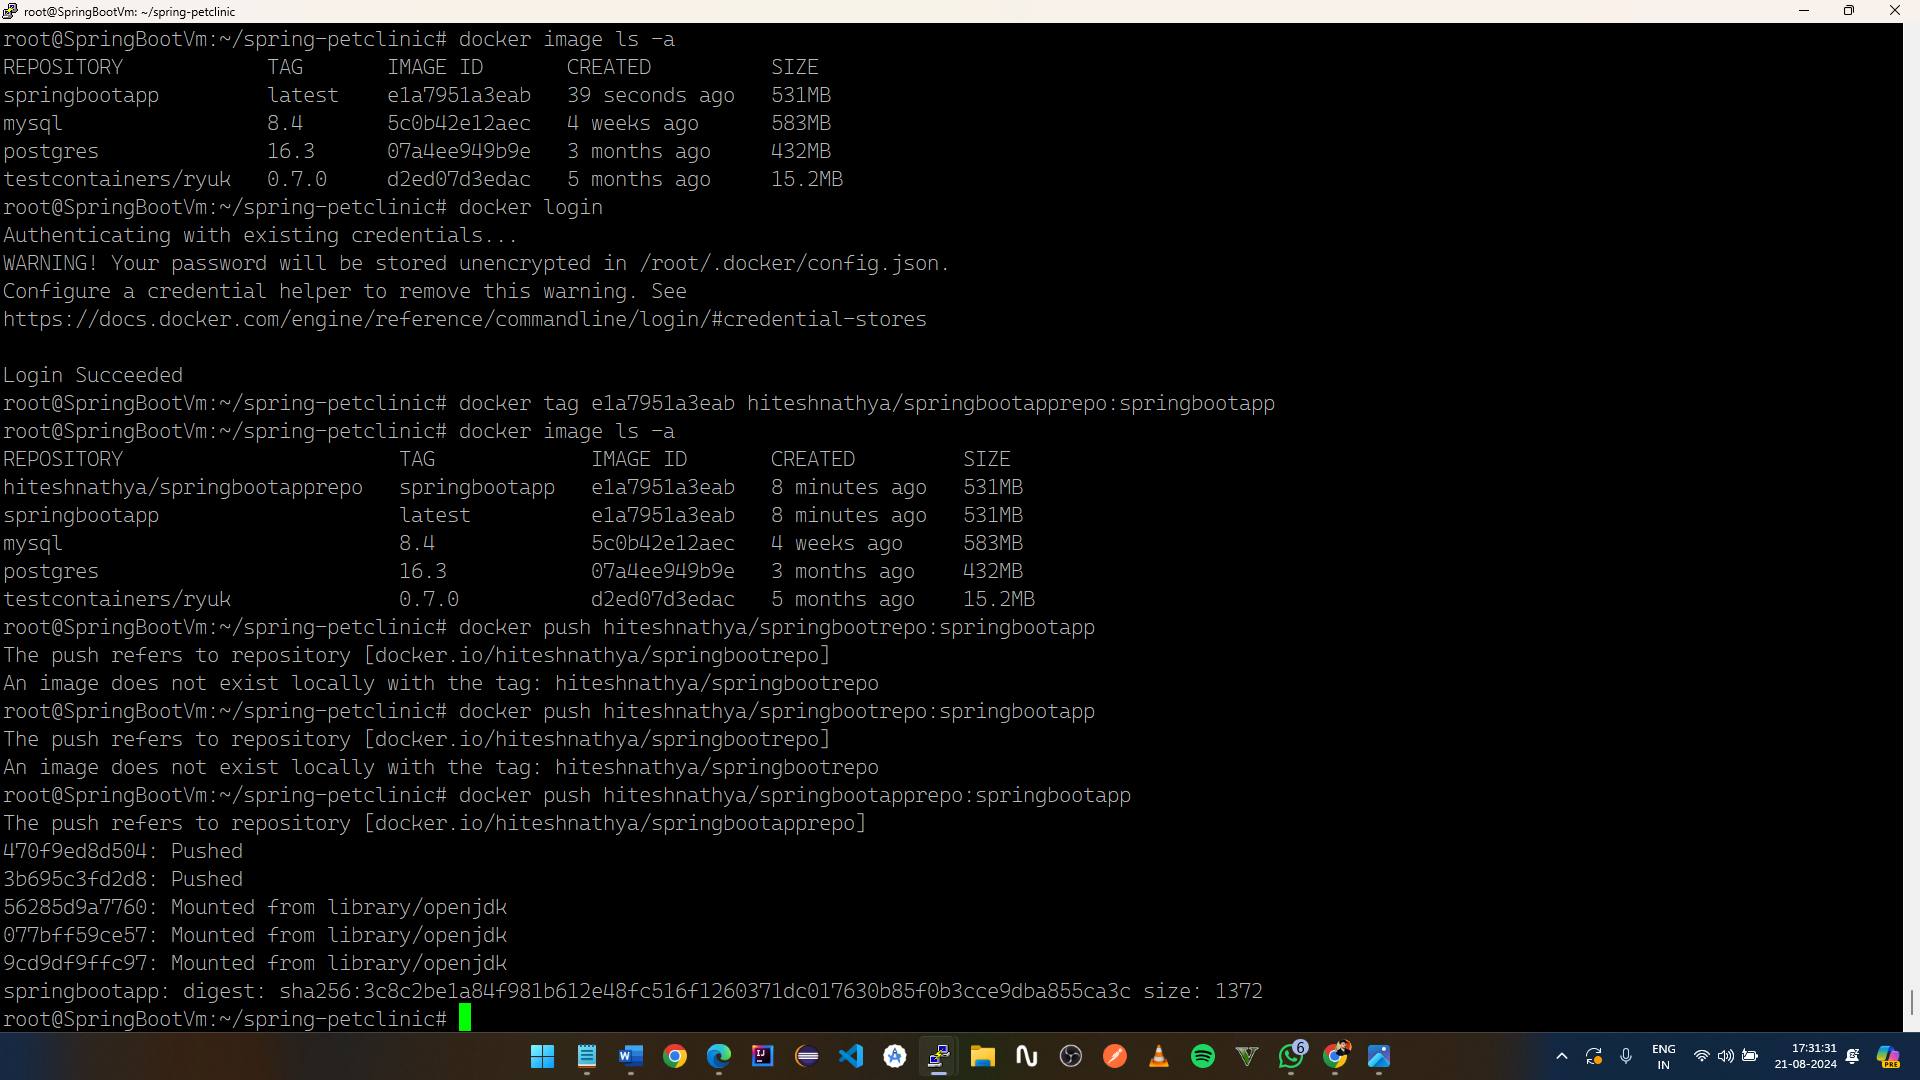 root@SpringBootVm: ~/spring-petclinic
root@SpringBootVm:~/spring-petclinic# docker image ls -a
REPOSITORY            TAG       IMAGE ID       CREATED          SIZE
springbootapp         latest    e1a7951a3eab   39 seconds ago   531MB
mysql                 8.4       5c0b42e12aec   4 weeks ago      583MB
postgres              16.3      07a4ee949b9e   3 months ago     432MB
testcontainers/ryuk   0.7.0     d2ed07d3edac   5 months ago     15.2MB
root@SpringBootVm:~/spring-petclinic# docker login
Authenticating with existing credentials...
WARNING! Your password will be stored unencrypted in /root/.docker/config.json.
Configure a credential helper to remove this warning. See
https://docs.docker.com/engine/reference/commandline/login/#credential-stores
Login Succeeded
root@SpringBootVm:~/spring-petclinic# docker tag e1a7951a3eab hiteshnathya/springbootapprepo:springbootapp
root@SpringBootVm:~/spring-petclinic# docker image ls -a
REPOSITORY                       TAG             IMAGE ID       CREATED         SIZE
hiteshnathya/springbootapprepo   springbootapp   e1a7951a3eab   8 minutes ago   531MB
springbootapp                    latest          e1a7951a3eab   8 minutes ago   531MB
mysql                            8.4             5c0b42e12aec   4 weeks ago     583MB
postgres                         16.3            07a4ee949b9e   3 months ago    432MB
testcontainers/ryuk              0.7.0           d2ed07d3edac   5 months ago    15.2MB
root@SpringBootVm:~/spring-petclinic# docker push hiteshnathya/springbootrepo:springbootapp
The push refers to repository [docker.io/hiteshnathya/springbootrepo]
An image does not exist locally with the tag: hiteshnathya/springbootrepo
root@SpringBootVm:~/spring-petclinic# docker push hiteshnathya/springbootrepo:springbootapp
The push refers to repository [docker.io/hiteshnathya/springbootrepo]
An image does not exist locally with the tag: hiteshnathya/springbootrepo
root@SpringBootVm:~/spring-petclinic# docker push hiteshnathya/springbootapprepo:springbootapp
The push refers to repository [docker.io/hiteshnathya/springbootapprepo]
470f9ed8d504: Pushed
3b695c3fd2d8: Pushed
56285d9a7760: Mounted from library/openjdk
077bff59ce57: Mounted from library/openjdk
9cd9df9ffc97: Mounted from library/openjdk
springbootapp: digest: sha256:3c8c2be1a84f981b612e48fc516f1260371dc017630b85f0b3cce9dba855ca3c size: 1372
root@SpringBootVm:~/spring-petclinic#
6
ENG
IN
17:31:31
21-08-2024
PRE